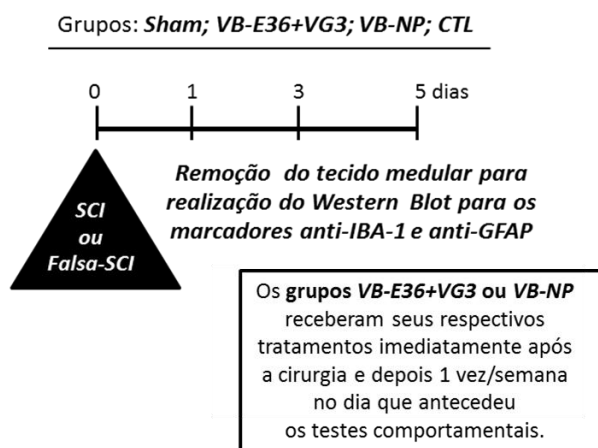 Grupos: Sham; VB-E36+VG3; VB-NP; CTL
0 1 3 5 dias
SCI
ou
Falsa-SCI
Remoção do tecido medular para
realização do Western Blot para os
marcadores anti-IBA-1 e anti-GFAP
Os grupos VB-E36+VG3 ou VB-NP
receberam seus respectivos
tratamentos imediatamente após
a cirurgia e depois 1 vez/semana
no dia que antecedeu
os testes comportamentais.